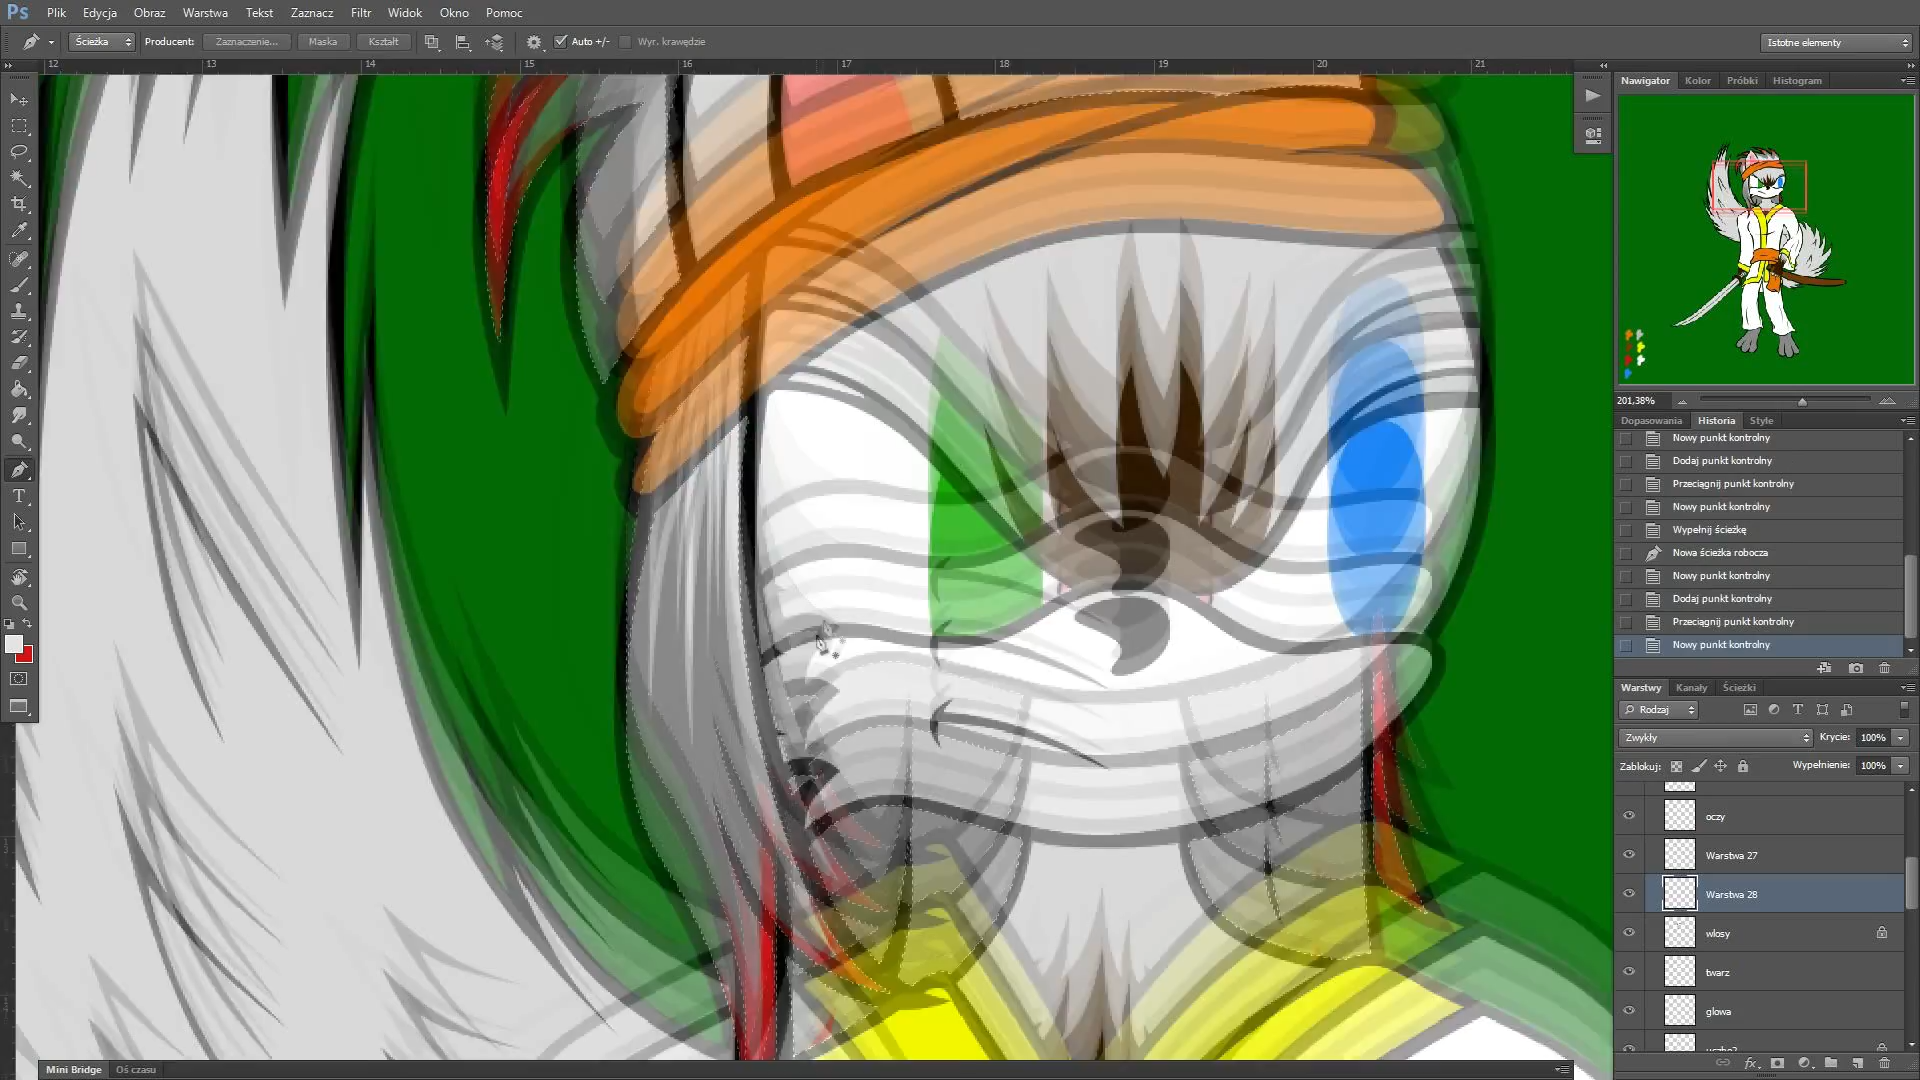 Ps Plik Edycja Obraz Warstwa Tekst Zaznacz Filtr Widok Okno Pomoc
Ścieżka Producent: Zaznaczenie... Maska Kształt Auto +/- Wyr. krawędzie Istotne elementy
12 13 14 15 16 17 18 19 20 21
Nawigator Kolor Próbki Histogram
201,38%
Dopasowania Historia Style
Nowy punkt kontrolny
Dodaj punkt kontrolny
Przeciągnij punkt kontrolny
Nowy punkt kontrolny
Wypełnij ścieżkę
Nowa ścieżka robocza
Nowy punkt kontrolny
Dodaj punkt kontrolny
Przeciągnij punkt kontrolny
Nowy punkt kontrolny
Warstwy Kanały Ścieżki
Rodzaj
Zwykły Krycie: 100%
Zablokuj: Wypełnienie: 100%
oczy
Warstwa 27
Warstwa 28
wlosy
twarz
glowa
Mini Bridge Oś czasu